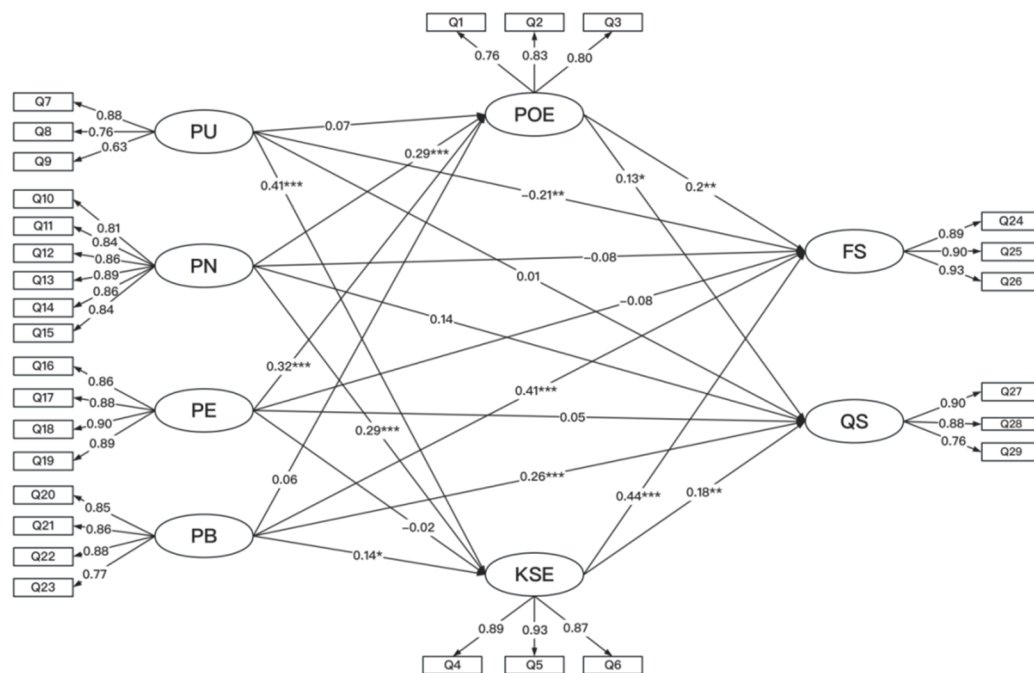 Q1 Q2 Q3
0.76 0.83 0.80
Q7
Q8
Q9
0.88
0.76
0.63
PU
POE
0.07
0.29***
0.41***
-0.21**
0.13*
0.2**
Q10
Q11
Q12
Q13
Q14
Q15
0.81
0.84
0.86
0.89
0.86
0.84
PN
-0.08
0.01
-0.08
0.14
FS
0.89
0.90
0.93
Q24
Q25
Q26
Q16
Q17
Q18
Q19
0.86
0.88
0.90
0.89
PE
0.32***
0.41***
0.05
0.29***
QS
0.90
0.88
0.76
Q27
Q28
Q29
Q20
Q21
Q22
Q23
0.85
0.86
0.88
0.77
PB
0.06
0.26***
-0.02
0.44***
0.18**
0.14*
KSE
0.89 0.93 0.87
Q4 Q5 Q6